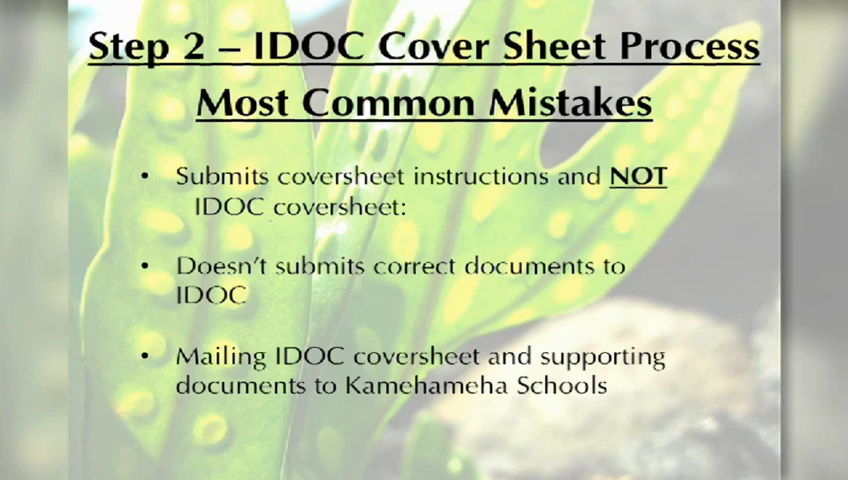 Step 2 – IDOC Cover Sheet Process
Most Common Mistakes
• Submits coversheet instructions and NOT
IDOC coversheet:
• Doesn't submits correct documents to
IDOC
• Mailing IDOC coversheet and supporting
documents to Kamehameha Schools